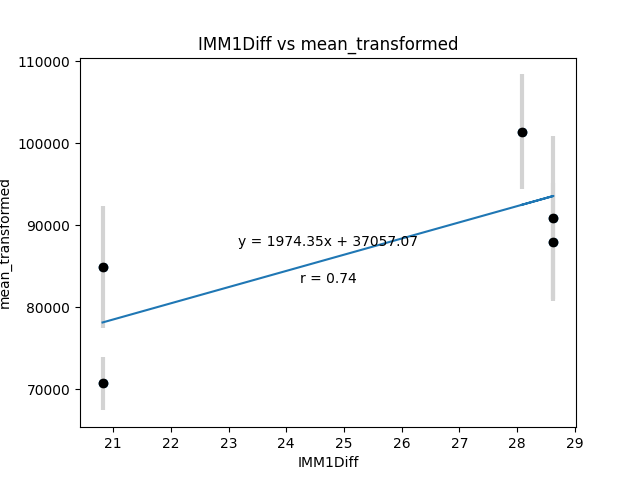 IMM1Diff vs mean_transformed
110000
100000
90000
80000
70000
mean_transformed
y = 1974.35x + 37057.07
r = 0.74
21 22 23 24 25 26 27 28 29
IMM1Diff